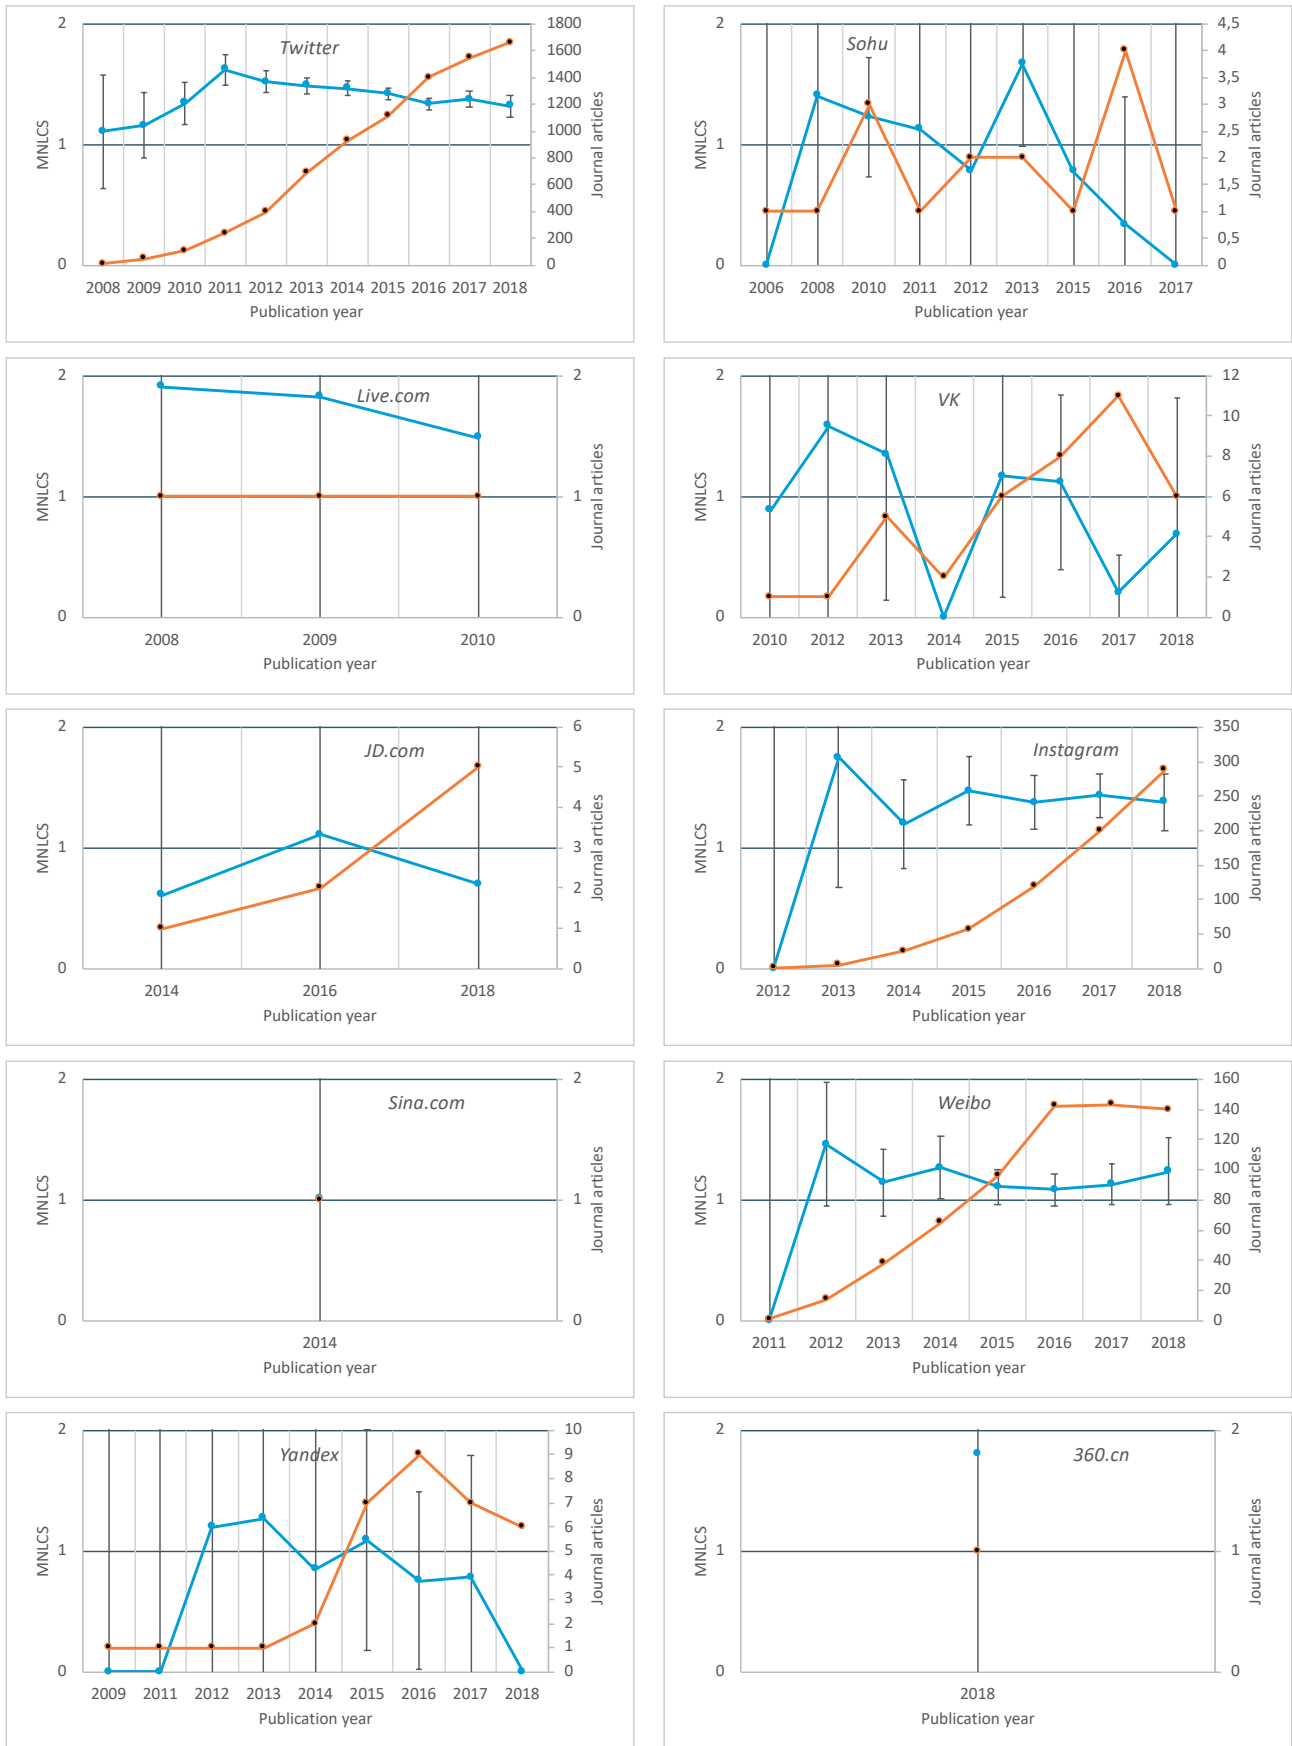 Twitter
MNLCS
Journal articles
2
1
0
1800
1600
1400
1200
1000
800
600
400
200
0
2008 2009 2010 2011 2012 2013 2014 2015 2016 2017 2018
Publication year
Sohu
MNLCS
Journal articles
2
1
0
4,5
4
3,5
3
2,5
2
1,5
1
0,5
0
2006 2008 2010 2011 2012 2013 2015 2016 2017
Publication year
Live.com
MNLCS
Journal articles
2
1
0
2
1
0
2008 2009 2010
Publication year
VK
MNLCS
Journal articles
2
1
0
12
10
8
6
4
2
0
2010 2012 2013 2014 2015 2016 2017 2018
Publication year
JD.com
MNLCS
Journal articles
2
1
0
6
5
4
3
2
1
0
2014 2016 2018
Publication year
Instagram
MNLCS
Journal articles
2
1
0
350
300
250
200
150
100
50
0
2012 2013 2014 2015 2016 2017 2018
Publication year
Sina.com
MNLCS
Journal articles
2
1
0
2
1
0
2014
Publication year
Weibo
MNLCS
Journal articles
2
1
0
160
140
120
100
80
60
40
20
0
2011 2012 2013 2014 2015 2016 2017 2018
Publication year
Yandex
MNLCS
Journal articles
2
1
0
10
9
8
7
6
5
4
3
2
1
0
2009 2011 2012 2013 2014 2015 2016 2017 2018
Publication year
360.cn
MNLCS
Journal articles
2
1
0
2
1
0
2018
Publication year